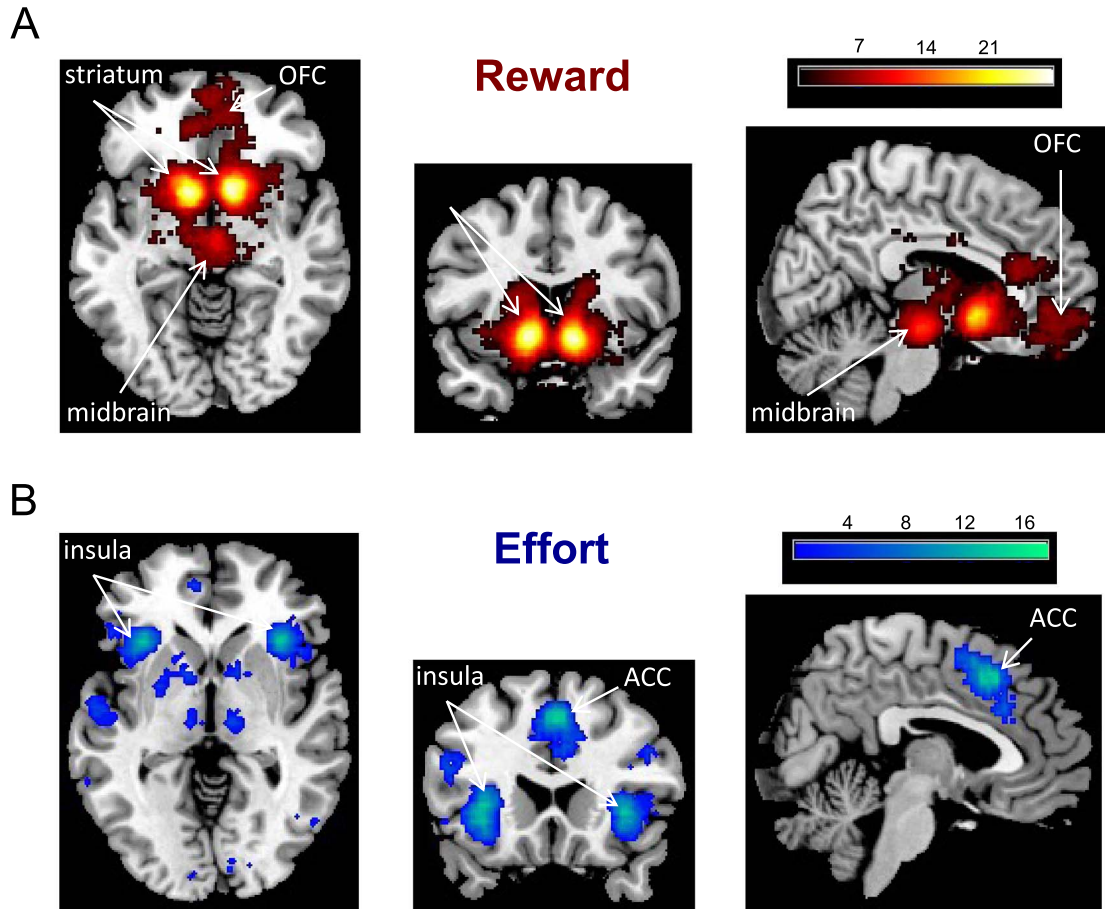 A
striatum
OFC
Reward
7 14 21
OFC
midbrain
midbrain
B
insula
Effort
4 8 12 16
ACC
insula
ACC